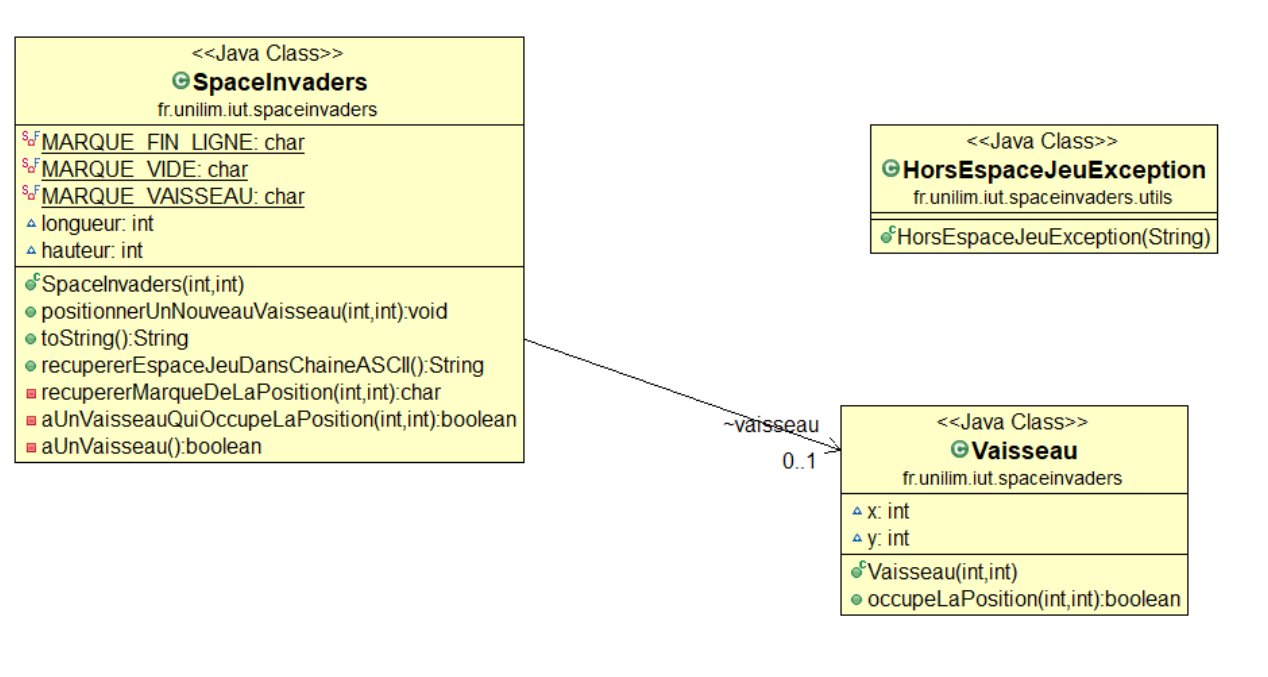 <<Java Class>>
SpaceInvaders
fr.unilim.iut.spaceinvaders
MARQUE_FIN_LIGNE: char
MARQUE_VIDE: char
MARQUE_VAISSEAU: char
longueur: int
hauteur: int
SpaceInvaders(int,int)
positionnerUnNouveauVaisseau(int,int):void
toString():String
recupererEspaceJeuDansChaineASCII():String
recupererMarqueDeLaPosition(int,int):char
aUnVaisseauQuiOccupeLaPosition(int,int):boolean
aUnVaisseau():boolean
<<Java Class>>
HorsEspaceJeuException
fr.unilim.iut.spaceinvaders.utils
HorsEspaceJeuException(String)
~vaisseau
0..1
<<Java Class>>
Vaisseau
fr.unilim.iut.spaceinvaders
x: int
y: int
Vaisseau(int,int)
occupeLaPosition(int,int):boolean